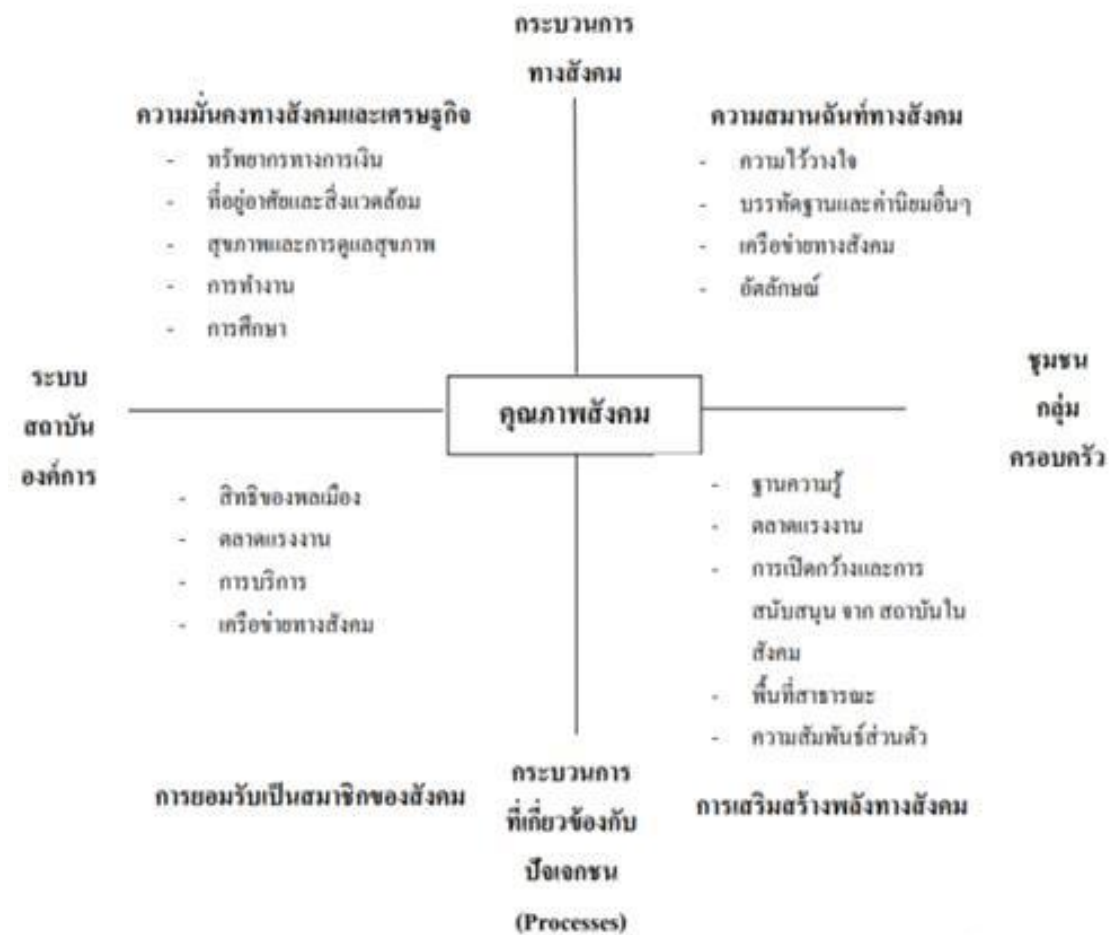 กระบวนการ
ทางสังคม
ความมั่นคงทางสังคมและเศรษฐกิจ
- ทรัพยากรทางการเงิน
- ที่อยู่อาศัยและสิ่งแวดล้อม
- สุขภาพและการดูแลสุขภาพ
- การทำงาน
- การศึกษา
ความสมานฉันท์ทางสังคม
- ความไว้วางใจ
- บรรทัดฐานและค่านิยมอื่นๆ
- เครือข่ายทางสังคม
- อัตลักษณ์
ระบบ
สถาบัน
องค์การ
คุณภาพสังคม
ชุมชน
กลุ่ม
ครอบครัว
- สิทธิของพลเมือง
- ตลาดแรงงาน
- การบริการ
- เครือข่ายทางสังคม
การยอมรับเป็นสมาชิกของสังคม
- ฐานความรู้
- ตลาดแรงงาน
- การเปิดกว้างและการ
สนับสนุน จาก สถาบันใน
สังคม
- พื้นที่สาธารณะ
- ความสัมพันธ์ส่วนตัว
การเสริมสร้างพลังทางสังคม
กระบวนการ
ที่เกี่ยวข้องกับ
ปัจเจกชน
(Processes)